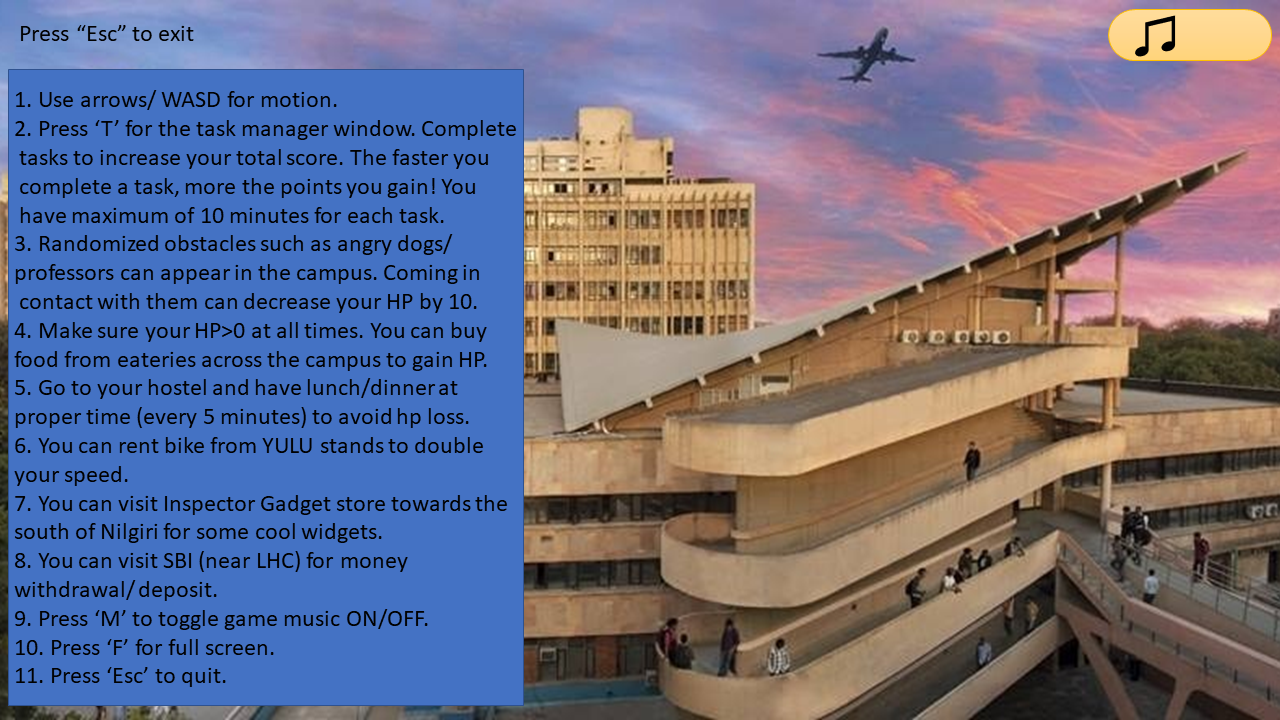 Press “Esc” to exit
1. Use arrows/ WASD for motion.
2. Press ‘T’ for the task manager window. Complete
tasks to increase your total score. The faster you
complete a task, more the points you gain! You
have maximum of 10 minutes for each task.
3. Randomized obstacles such as angry dogs/
professors can appear in the campus. Coming in
contact with them can decrease your HP by 10.
4. Make sure your HP>0 at all times. You can buy
food from eateries across the campus to gain HP.
5. Go to your hostel and have lunch/dinner at
proper time (every 5 minutes) to avoid hp loss.
6. You can rent bike from YULU stands to double
your speed.
7. You can visit Inspector Gadget store towards the
south of Nilgiri for some cool widgets.
8. You can visit SBI (near LHC) for money
withdrawal/ deposit.
9. Press ‘M’ to toggle game music ON/OFF.
10. Press ‘F’ for full screen.
11. Press ‘Esc’ to quit.